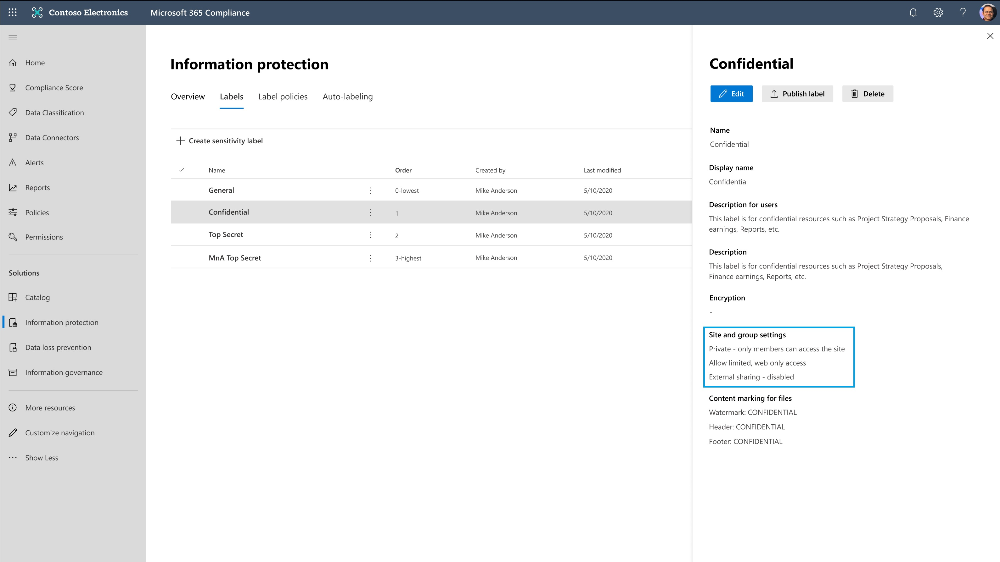 Contoso Electronics
Microsoft 365 Compliance
Home
Compliance Score
Data Classification
Data Connectors
Alerts
Reports
Policies
Permissions
Solutions
Catalog
Information protection
Data loss prevention
Information governance
More resources
Customize navigation
Show Less
Information protection
Overview Labels Label policies Auto-labeling
Create sensitivity label
Name Order Created by Last modified
General 0-lowest Mike Anderson 5/10/2020
Confidential 1 Mike Anderson 5/10/2020
Top Secret 2 Mike Anderson 5/10/2020
MnA Top Secret 3-highest Mike Anderson 5/10/2020
Confidential
Edit Publish label Delete
Name
Confidential
Display name
Confidential
Description for users
This label is for confidential resources such as Project Strategy Proposals, Finance
earnings, Reports, etc.
Description
This label is for confidential resources such as Project Strategy Proposals,
Finance earnings, Reports, etc.
Encryption
-
Site and group settings
Private - only members can access the site
Allow limited, web only access
External sharing - disabled
Content marking for files
Watermark: CONFIDENTIAL
Header: CONFIDENTIAL
Footer: CONFIDENTIAL